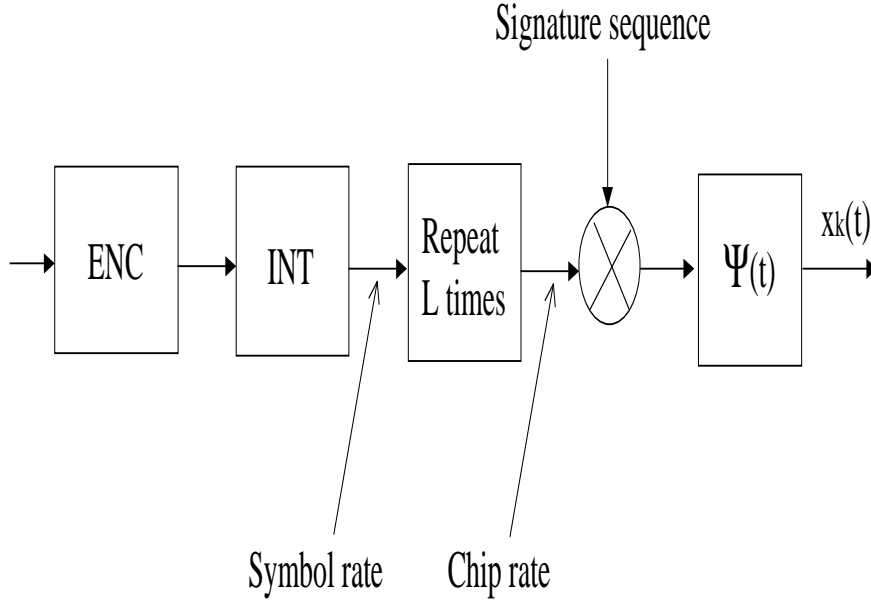 Signature sequence
ENC
INT
Repeat
L times
Ψ(t)
xk(t)
Symbol rate
Chip rate